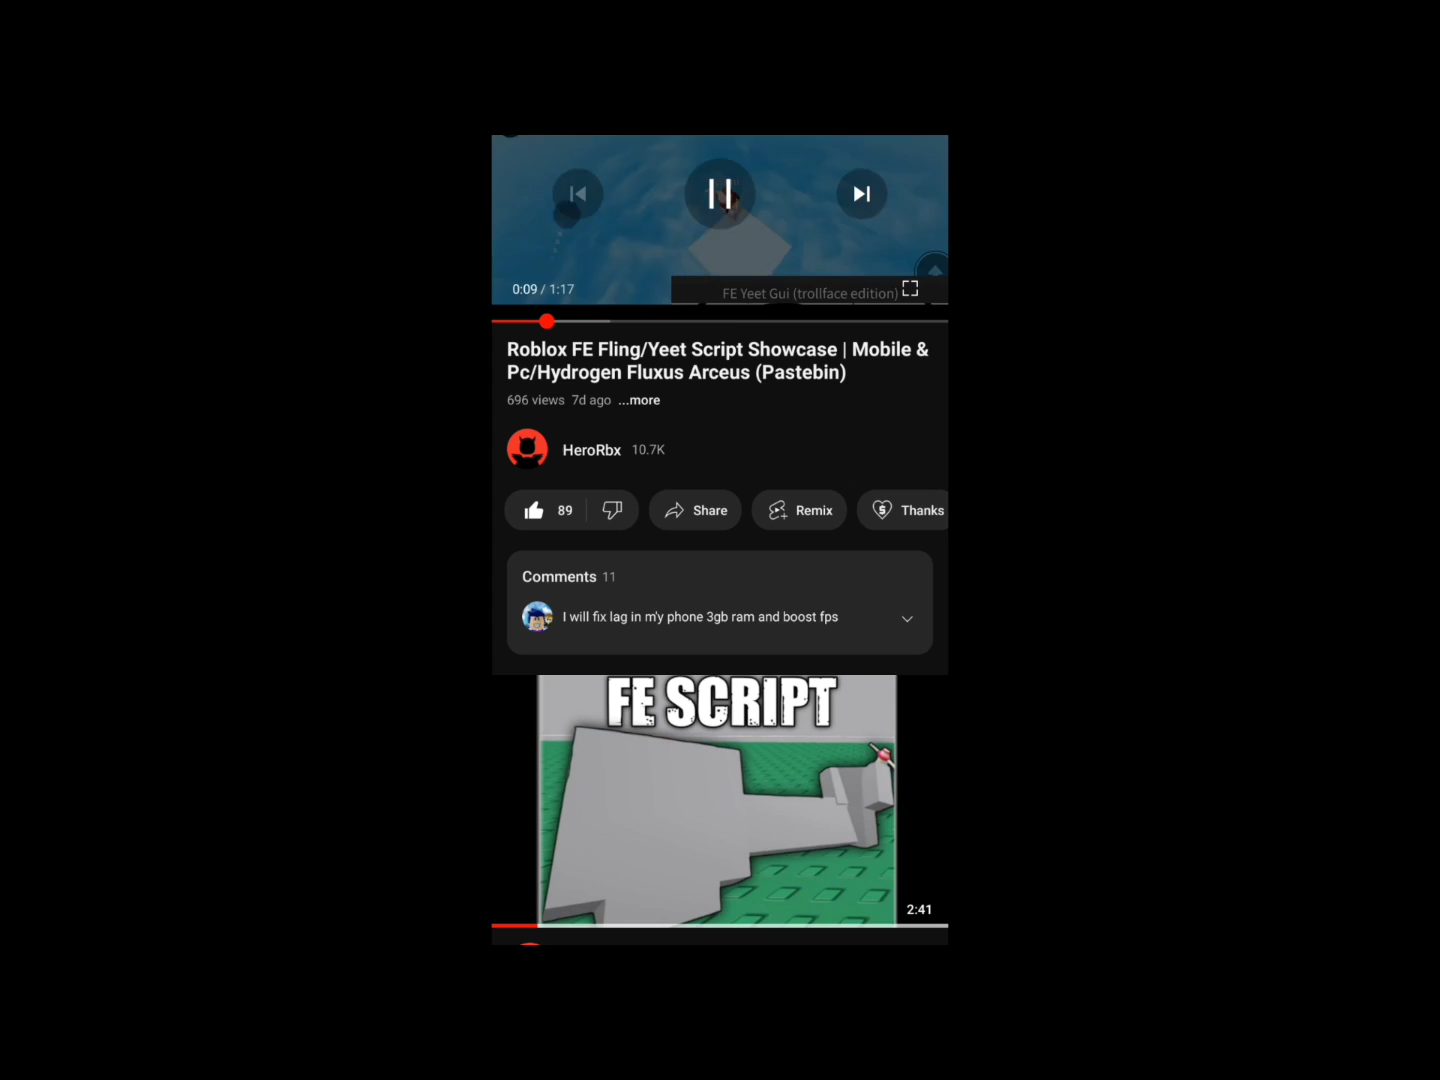 0:09 / 1:17
FE Yeet Gui (trollface edition)
Roblox FE Fling/Yeet Script Showcase | Mobile &
Pc/Hydrogen Fluxus Arceus (Pastebin)
696 views 7d ago ...more
HeroRbx 10.7K
89 Share Remix Thanks
Comments 11
I will fix lag in m'y phone 3gb ram and boost fps
FE SCRIPT
2:41